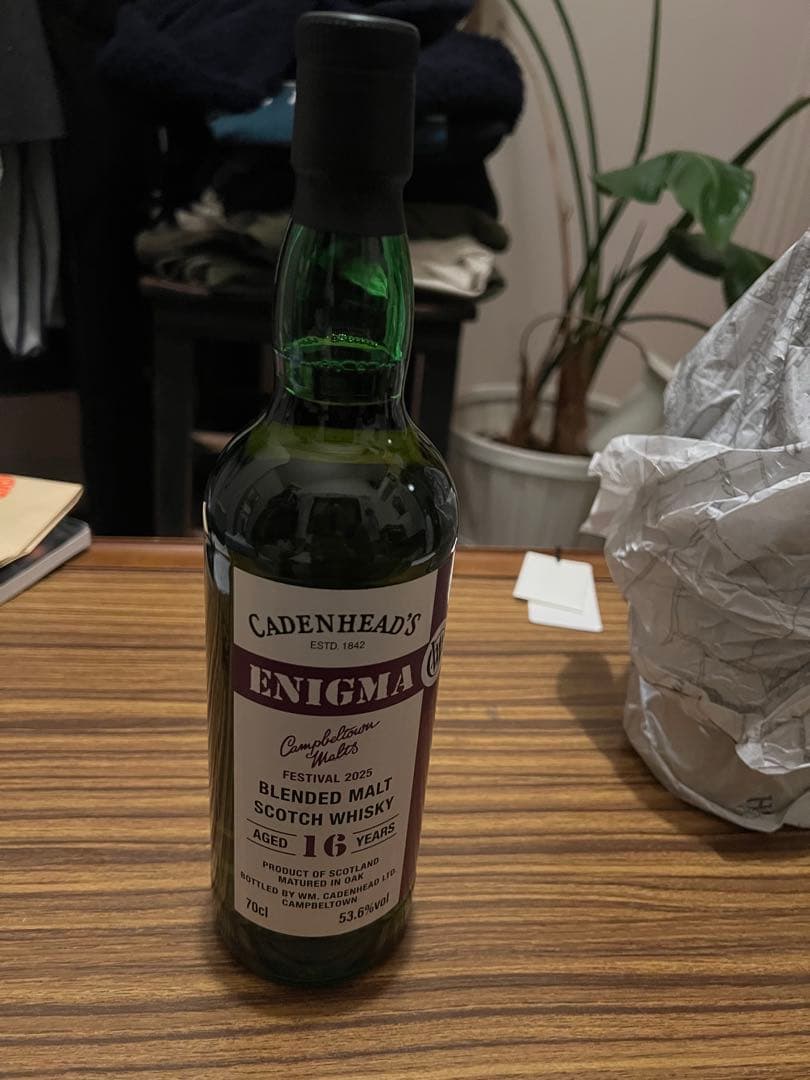 CADENHEAD'S
ESTD. 1842
ENIGMA
Campbeltown
Malts
FESTIVAL 2025
BLENDED MALT
SCOTCH WHISKY
AGED 16 YEARS
PRODUCT OF SCOTLAND
MATURED IN OAK
BOTTLED BY WM. CADENHEAD LTD.
CAMPBELTOWN
70cl 53.6%vol